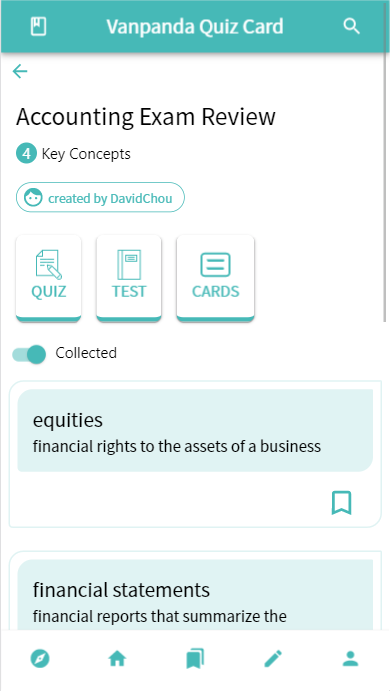 Vanpanda Quiz Card
Accounting Exam Review
4 Key Concepts
created by DavidChou
QUIZ TEST CARDS
Collected
equities
financial rights to the assets of a business
financial statements
financial reports that summarize the